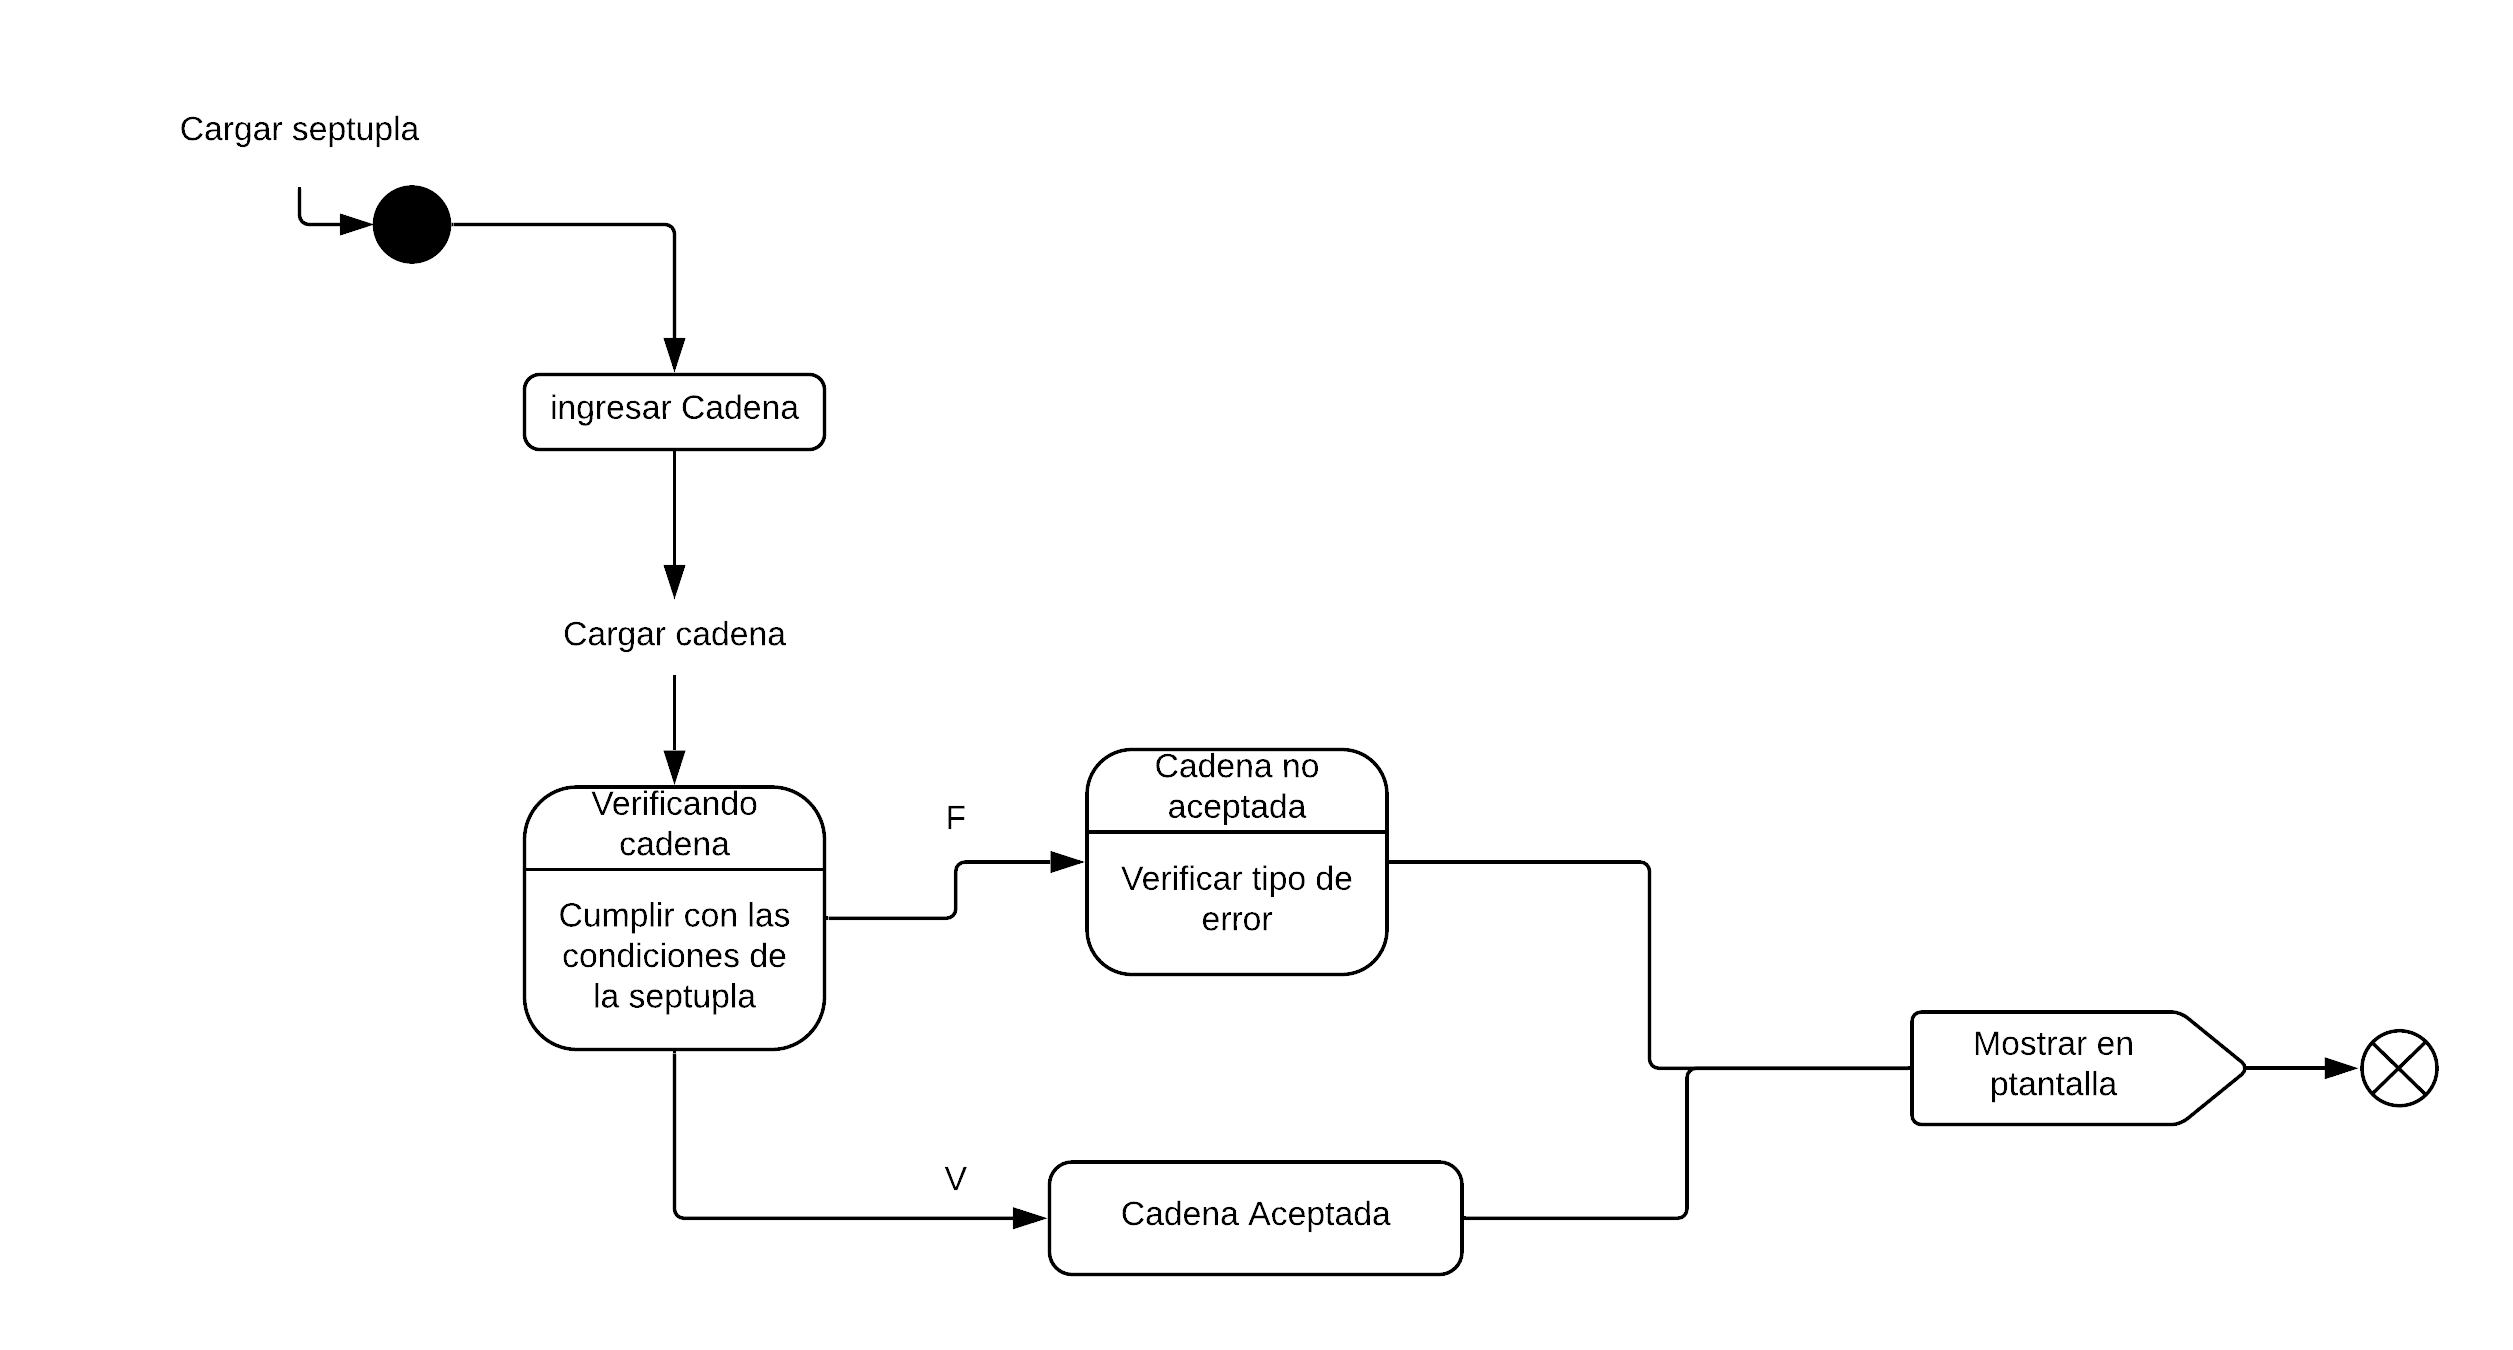 Cargar septupla
ingresar Cadena
Cargar cadena
Verificando
cadena
Cumplir con las
condiciones de
la septupla
F
Cadena no
aceptada
Verificar tipo de
error
V
Cadena Aceptada
Mostrar en
ptantalla